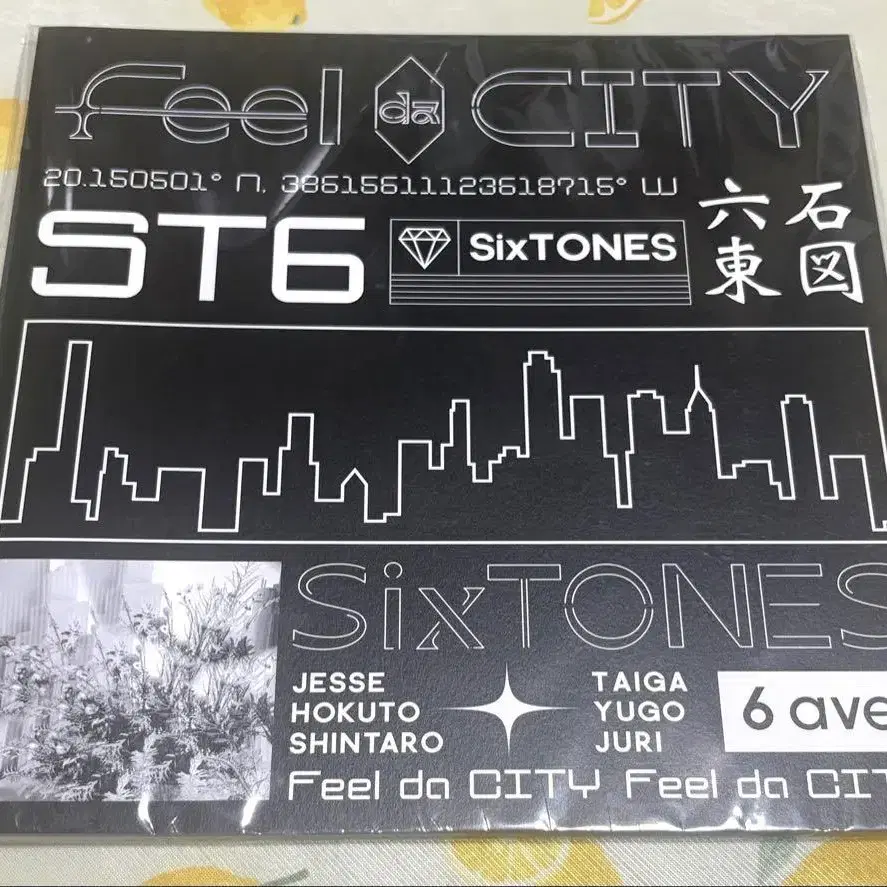 Feel da CITY
20.150501° N, 38615611123618715° W
ST6
SixTONES
六石
東図
SixTONES
JESSE
HOKUTO
SHINTARO
TAIGA
YUGO
JURI
6 ave
Feel da CITY Feel da CIT